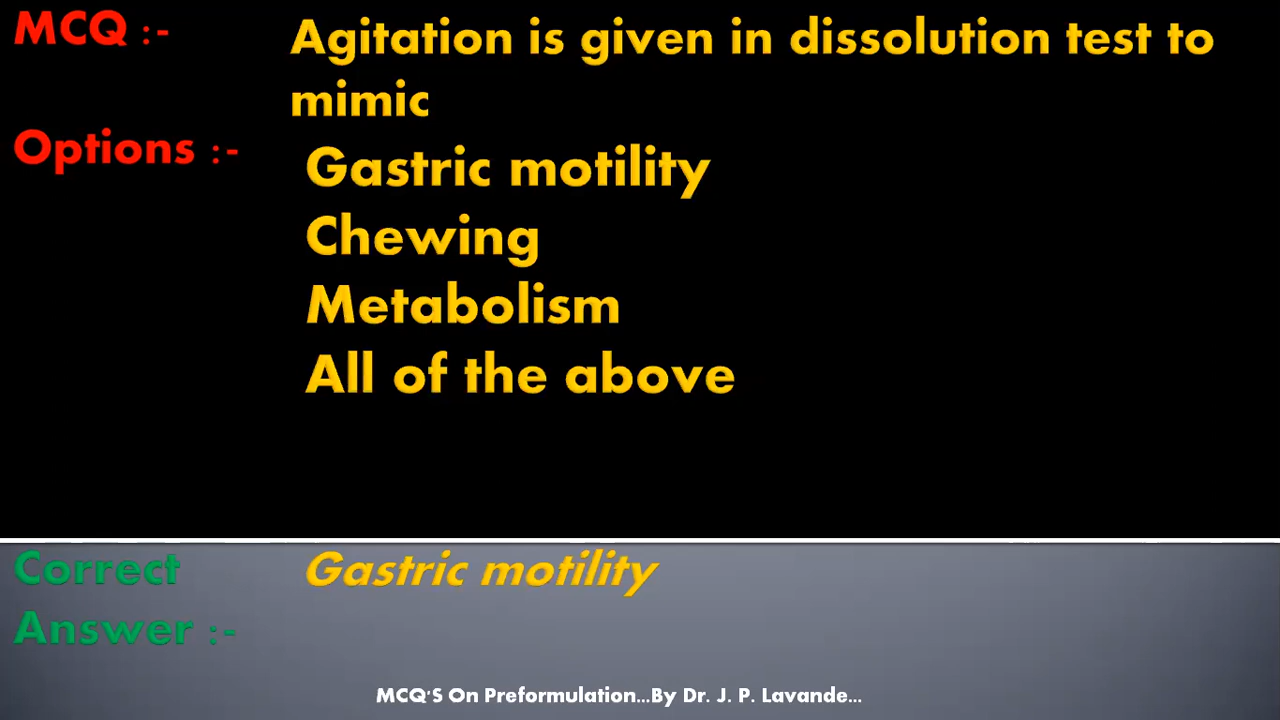 MCQ :- Agitation is given in dissolution test to
mimic
Options :-
Gastric motility
Chewing
Metabolism
All of the above
Correct Gastric motility
Answer :-
MCQ'S On Preformulation...By Dr. J. P. Lavande...